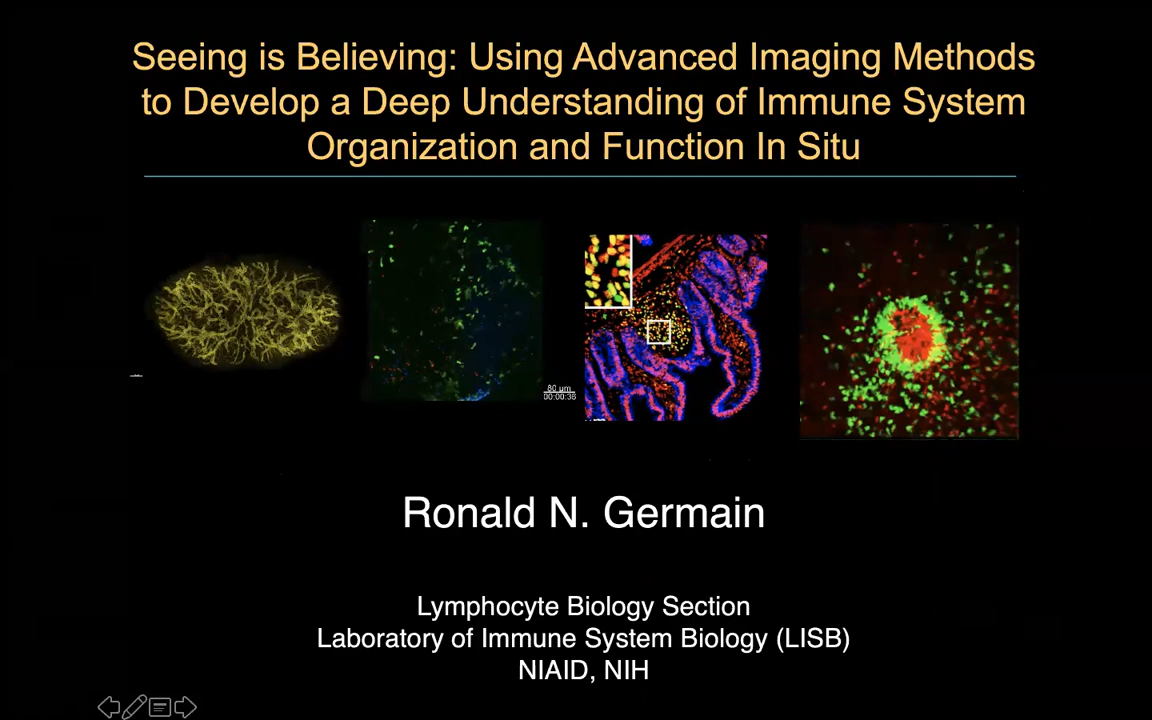 Seeing is Believing: Using Advanced Imaging Methods
to Develop a Deep Understanding of Immune System
Organization and Function In Situ
80 µm
00:00:38
Ronald N. Germain
Lymphocyte Biology Section
Laboratory of Immune System Biology (LISB)
NIAID, NIH